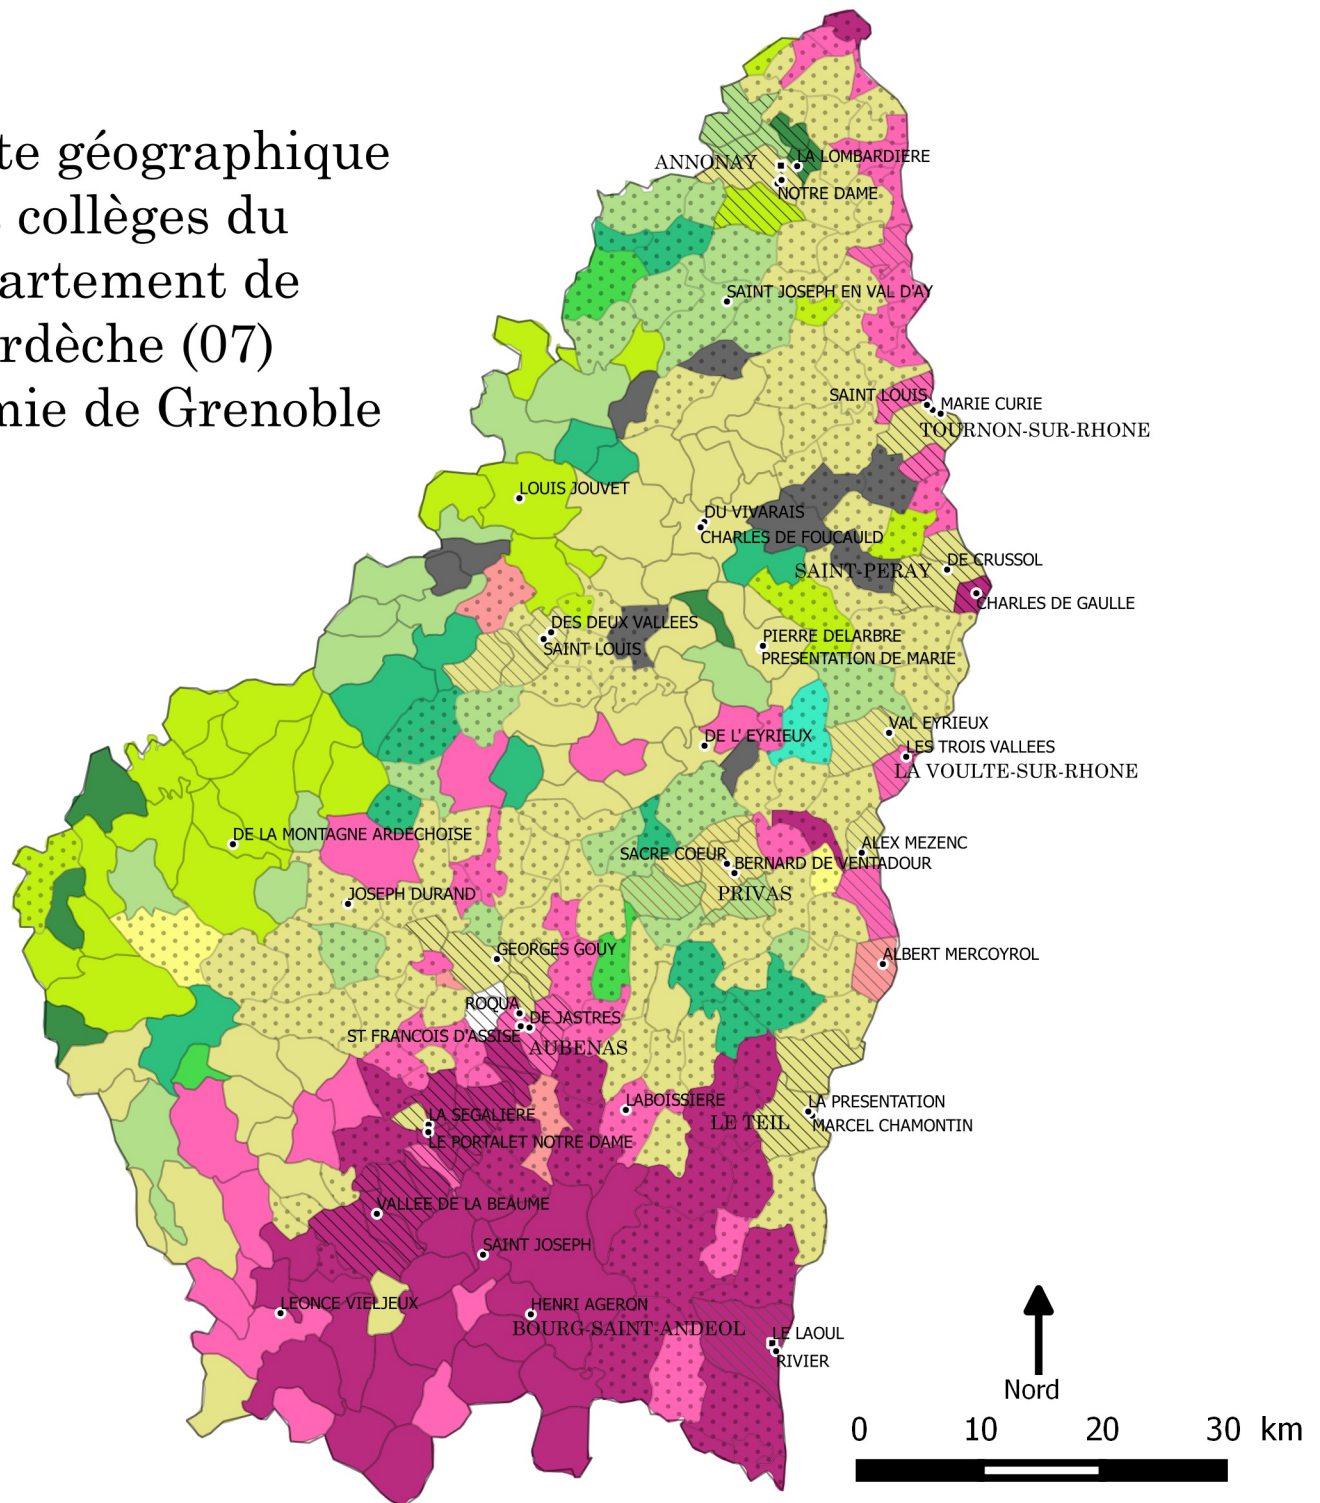 te géographique
s collèges du
artement de
rdèche (07)
mie de Grenoble
ANNONAY
LA LOMBARDIERE
NOTRE DAME
SAINT JOSEPH EN VAL D'AY
SAINT LOUIS
MARIE CURIE
TOURNON-SUR-RHONE
LOUIS JOUVET
DU VIVARAIS
CHARLES DE FOUCAULD
SAINT-PERAY
DE CRUSSOL
CHARLES DE GAULLE
DES DEUX VALLEES
SAINT LOUIS
PIERRE DELARBRE
PRESENTATION DE MARIE
VAL EYRIEUX
DE L' EYRIEUX
LES TROIS VALLEES
LA VOULTE-SUR-RHONE
DE LA MONTAGNE ARDECHOISE
ALEX MEZENC
SACRE COEUR
BERNARD DE VENTADOUR
PRIVAS
JOSEPH DURAND
GEORGES GOUY
ALBERT MERCOYROL
ROQUA
DE JASTRES
ST FRANCOIS D'ASSISE
AUBENAS
LABOISSIERE
LA PRESENTATION
LA SEGALIERE
LE TEIL
MARCEL CHAMONTIN
LE PORTALET NOTRE DAME
VALLEE DE LA BEAUME
SAINT JOSEPH
LEONCE VIELJEUX
HENRI AGERON
BOURG-SAINT-ANDEOL
LE LAOUL
RIVIER
Nord
0 10 20 30 km